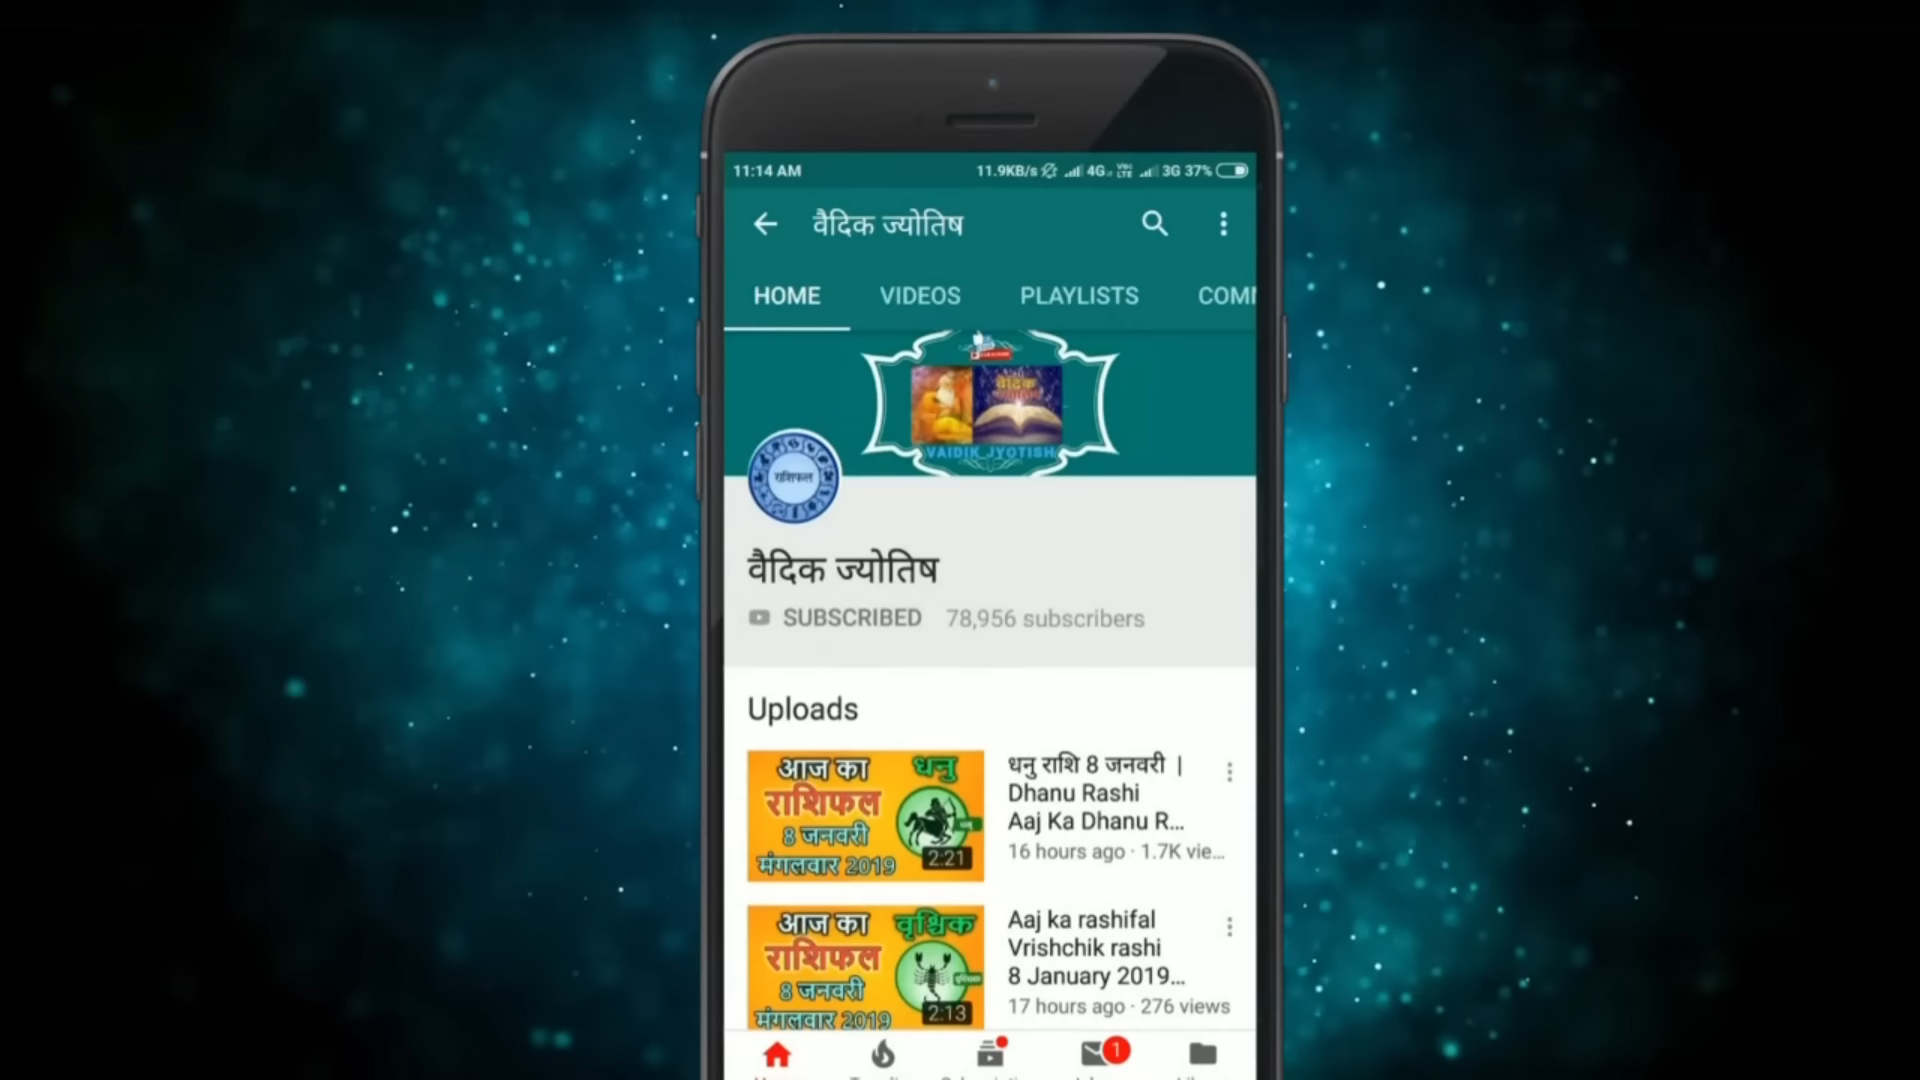 11:14 AM 11.9KB/s 4G VoLTE 3G 37%
वैदिक ज्योतिष
HOME VIDEOS PLAYLISTS COMM
वैदिक
VAIDIK JYOTISH
राशिफल
वैदिक ज्योतिष
SUBSCRIBED 78,956 subscribers
Uploads
आज का धनु
राशिफल
8 जनवरी
मंगलवार 2019
2:21
धनु राशि 8 जनवरी |
Dhanu Rashi
Aaj Ka Dhanu R...
16 hours ago · 1.7K vie...
आज का वृश्चिक
राशिफल
8 जनवरी
मंगलवार 2019
2:13
Aaj ka rashifal
Vrishchik rashi
8 January 2019...
17 hours ago · 276 views
1